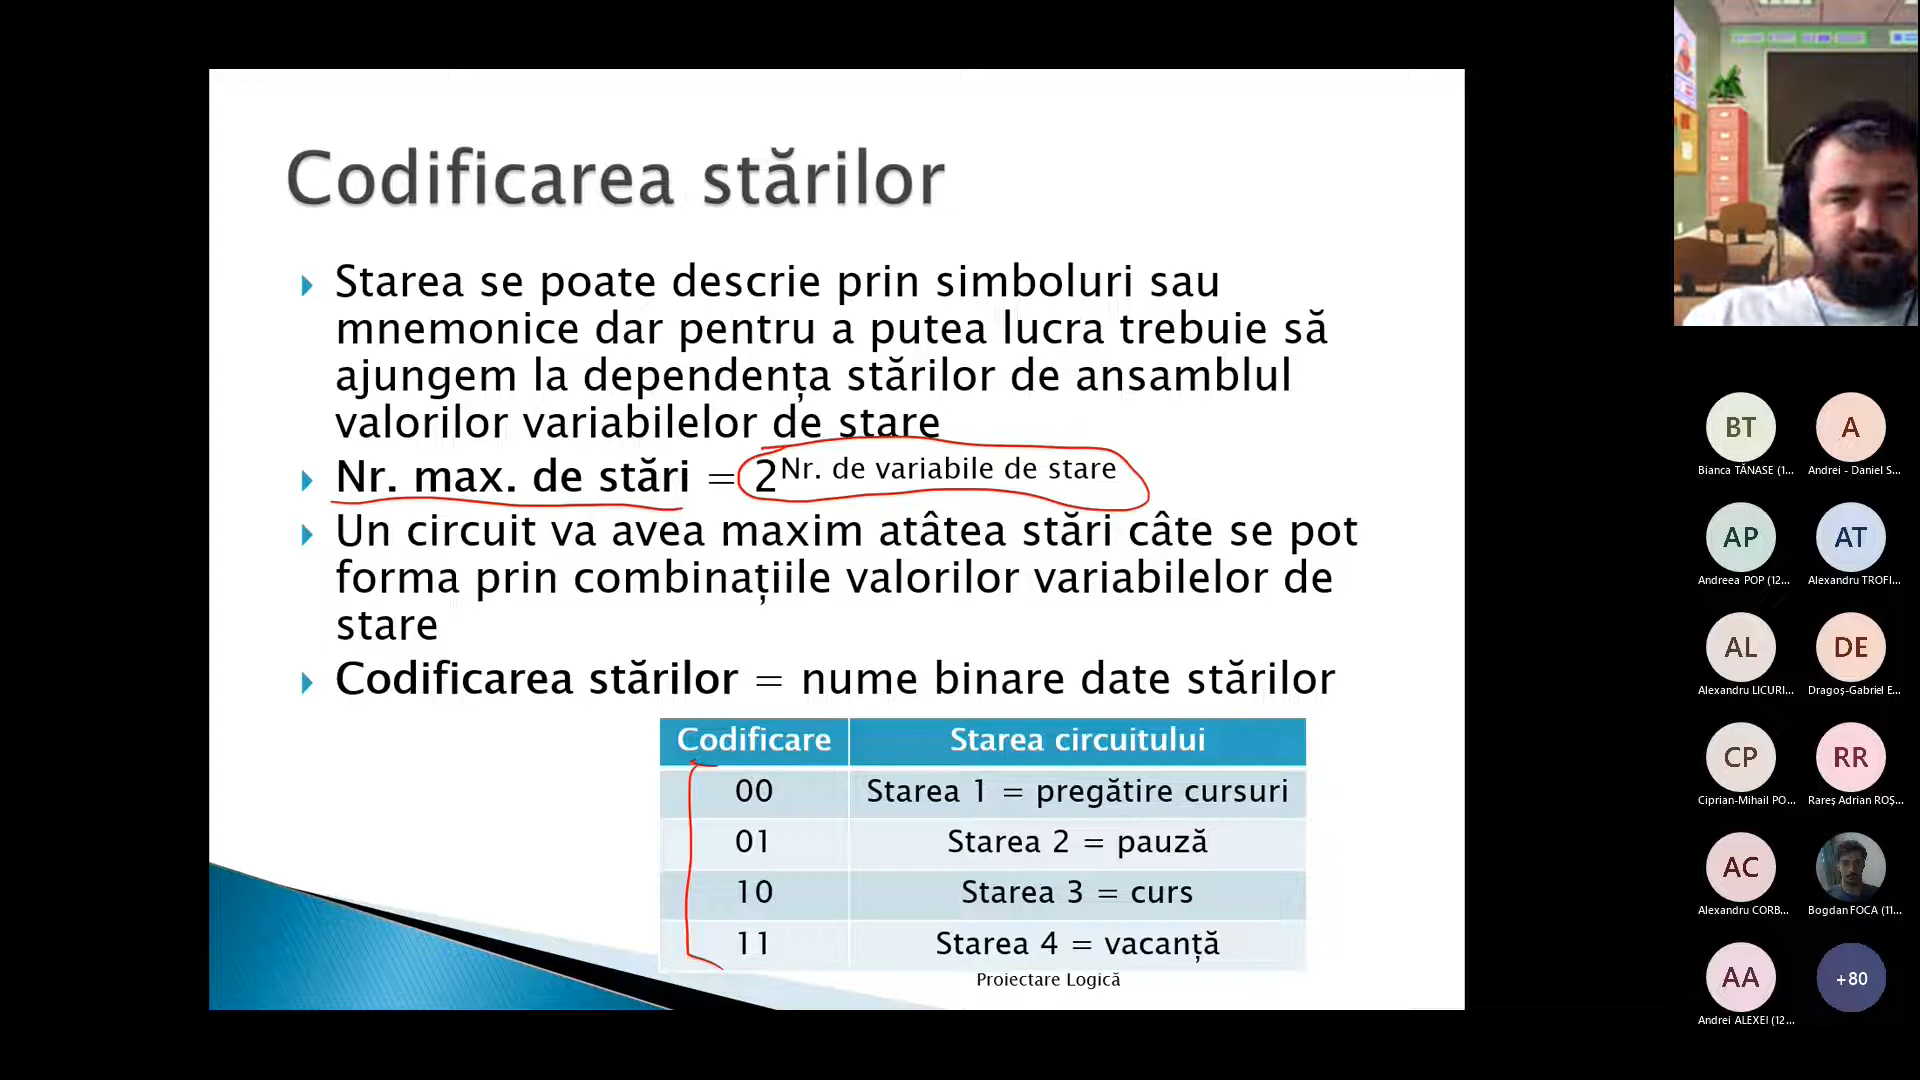 Codificarea stărilor
Starea se poate descrie prin simboluri sau
mnemonice dar pentru a putea lucra trebuie să
ajungem la dependența stărilor de ansamblul
valorilor variabilelor de stare
Nr. max. de stări = 2^Nr. de variabile de stare
Un circuit va avea maxim atâtea stări câte se pot
forma prin combinațiile valorilor variabilelor de
stare
Codificarea stărilor = nume binare date stărilor
Codificare Starea circuitului
00 Starea 1 = pregătire cursuri
01 Starea 2 = pauză
10 Starea 3 = curs
11 Starea 4 = vacanță
Proiectare Logică
BT A
Bianca TĂNASE (1... Andrei - Daniel S...
AP AT
Andreea POP (12... Alexandru TROFI...
AL DE
Alexandru LICURI... Dragoș-Gabriel E...
CP RR
Ciprian-Mihail PO... Rareș Adrian ROȘ...
AC
Alexandru CORB... Bogdan FOCA (11...
AA +80
Andrei ALEXEI (12...